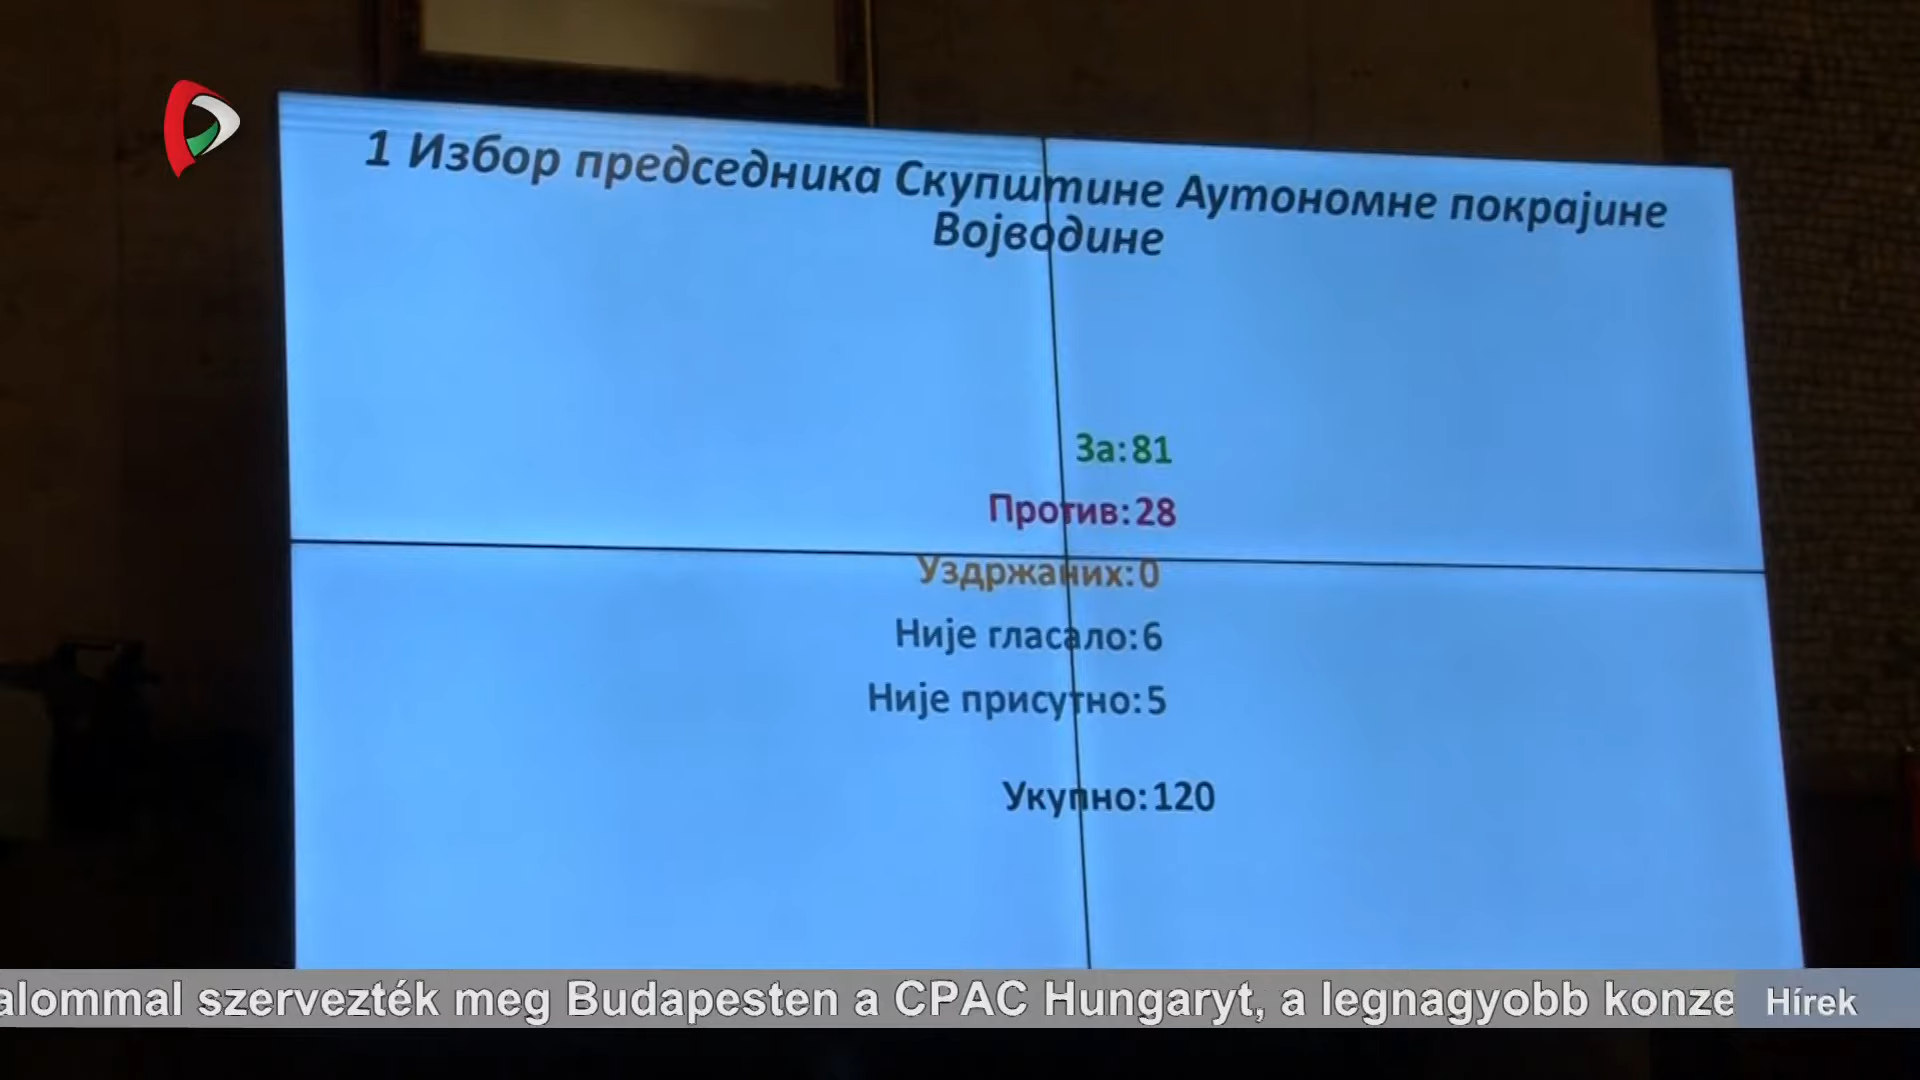 1 Избор председника Скупштине Аутономне покрајине
Војводине
За:81
Против:28
Уздржаних:0
Није гласало:6
Није присутно:5
Укупно:120
alommal szervezték meg Budapesten a CPAC Hungaryt, a legnagyobb konze
Hírek